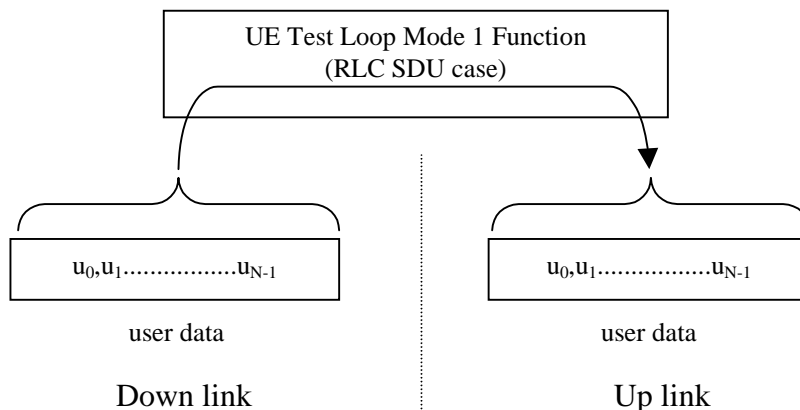 UE Test Loop Mode 1 Function
(RLC SDU case)
u0,u1..................uN-1
u0,u1..................uN-1
user data
user data
Down link
Up link